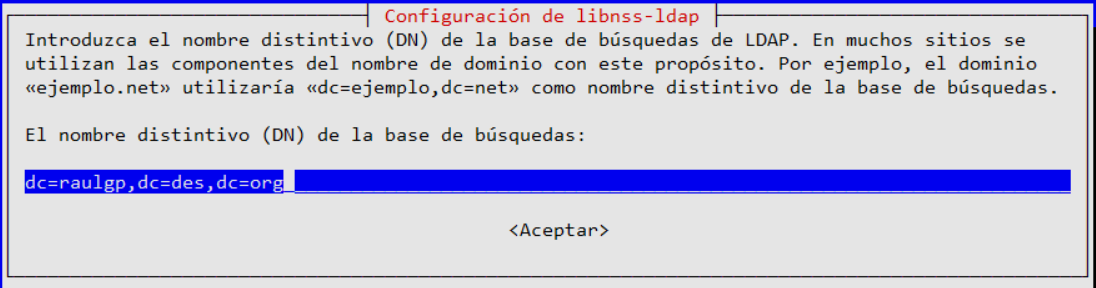 Configuración de libnss-ldap
Introduzca el nombre distintivo (DN) de la base de búsquedas de LDAP. En muchos sitios se
utilizan las componentes del nombre de dominio con este propósito. Por ejemplo, el dominio
«ejemplo.net» utilizaría «dc=ejemplo,dc=net» como nombre distintivo de la base de búsquedas.
El nombre distintivo (DN) de la base de búsquedas:
dc=raulgp,dc=des,dc=org
<Aceptar>